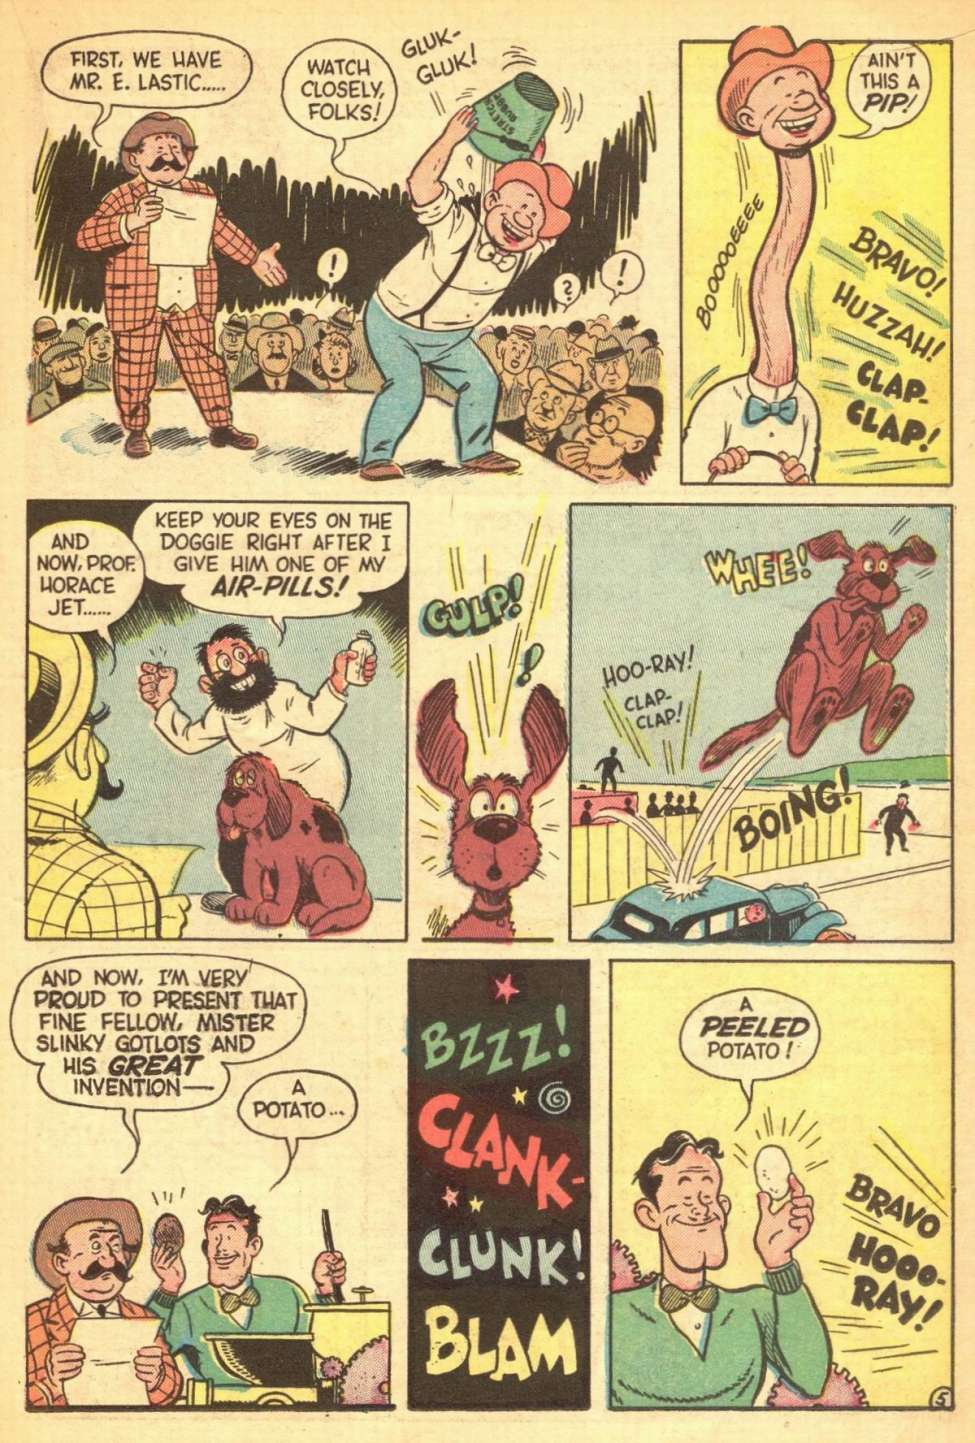 FIRST, WE HAVE
MR. E. LASTIC.....
WATCH
CLOSELY,
FOLKS!
GLUK-
GLUK!
STRETCH
RUBBER
!
?
!
AIN'T
THIS A
PIP!
BOOOOOEEEE
BRAVO!
HUZZAH!
CLAP-
CLAP!
AND
NOW, PROF.
HORACE
JET......
KEEP YOUR EYES ON THE
DOGGIE RIGHT AFTER I
GIVE HIM ONE OF MY
AIR-PILLS!
GULP!
!
WHEE!
HOO-RAY!
CLAP-
CLAP!
BOING!
AND NOW, I'M VERY
PROUD TO PRESENT THAT
FINE FELLOW, MISTER
SLINKY GOTLOTS AND
HIS GREAT
INVENTION—
A
POTATO...
BZZZ!
CLANK-
CLUNK!
BLAM
A
PEELED
POTATO!
BRAVO
HOOO-
RAY!
5